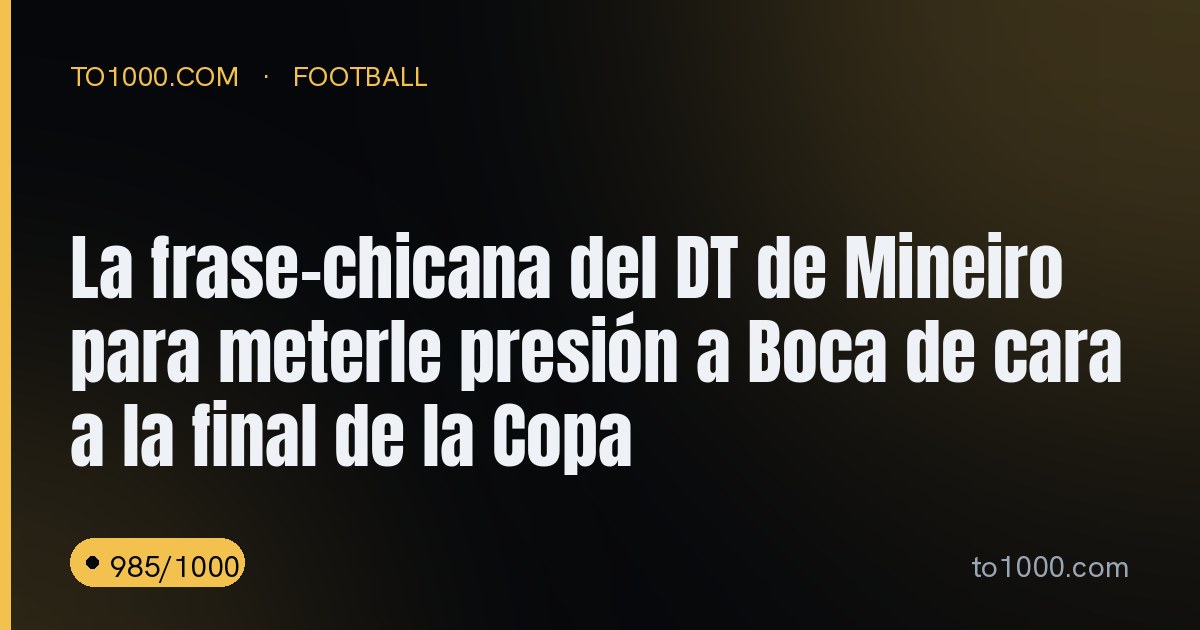 TO1000.COM · FOOTBALL
La frase-chicana del DT de Mineiro
para meterle presión a Boca de cara
a la final de la Copa
985/1000
to1000.com